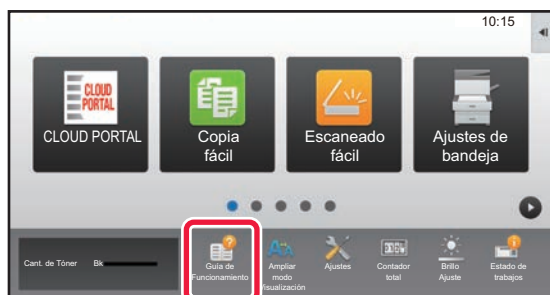 10:15
CLOUD
PORTAL
CLOUD PORTAL
Copia
fácil
Escaneado
fácil
Ajustes de
bandeja
Cant. de Tóner Bk
Guía de
Funcionamiento
Ampliar
modo
Visualización
Ajustes
Contador
total
Brillo
Ajuste
Estado de
trabajos